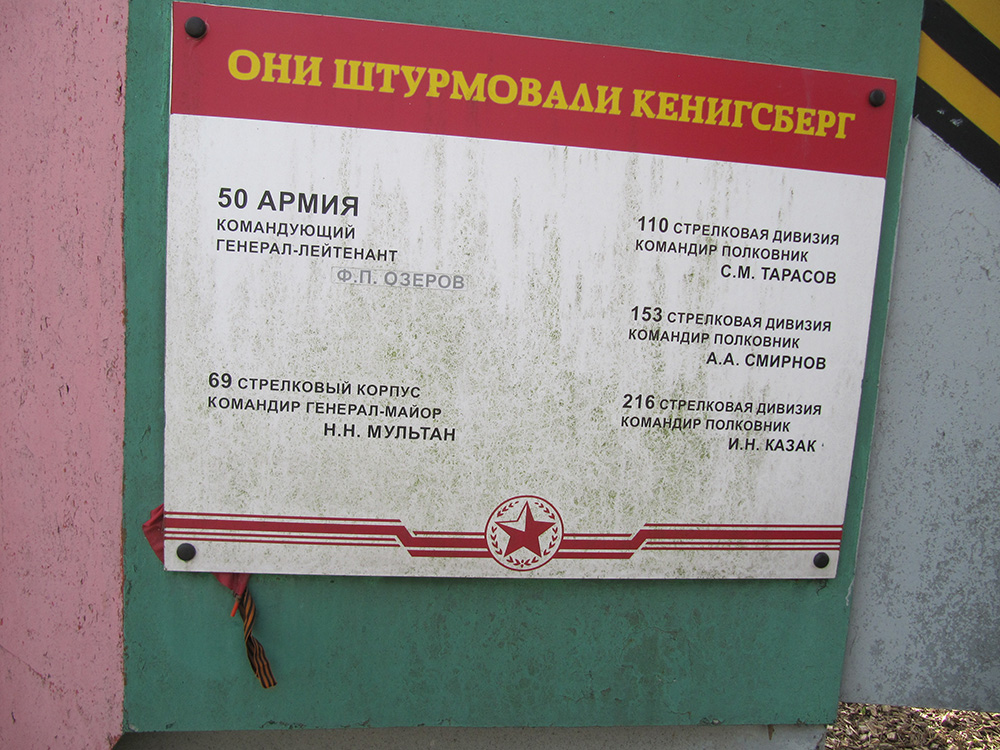 ОНИ ШТУРМОВАЛИ КЕНИГСБЕРГ
50 АРМИЯ
КОМАНДУЮЩИЙ
ГЕНЕРАЛ-ЛЕЙТЕНАНТ
Ф.П. ОЗЕРОВ
69 СТРЕЛКОВЫЙ КОРПУС
КОМАНДИР ГЕНЕРАЛ-МАЙОР
Н.Н. МУЛЬТАН
110 СТРЕЛКОВАЯ ДИВИЗИЯ
КОМАНДИР ПОЛКОВНИК
С.М. ТАРАСОВ
153 СТРЕЛКОВАЯ ДИВИЗИЯ
КОМАНДИР ПОЛКОВНИК
А.А. СМИРНОВ
216 СТРЕЛКОВАЯ ДИВИЗИЯ
КОМАНДИР ПОЛКОВНИК
И.Н. КАЗАК